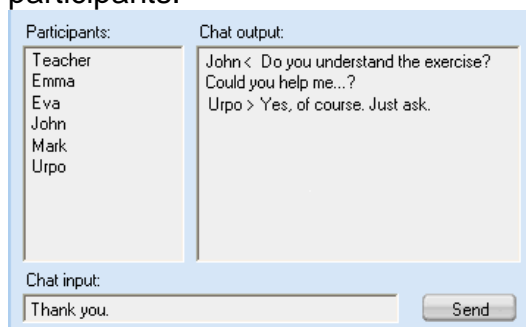 participants.
Participants:
Chat output:
Teacher
Emma
Eva
John
Mark
Urpo
John < Do you understand the exercise?
Could you help me...?
Urpo > Yes, of course. Just ask.
Chat input:
Thank you.
Send